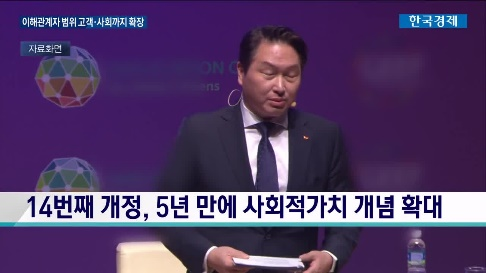 이해관계자 범위 고객·사회까지 확장
한국경제
자료화면
14번째 개정, 5년 만에 사회적가치 개념 확대